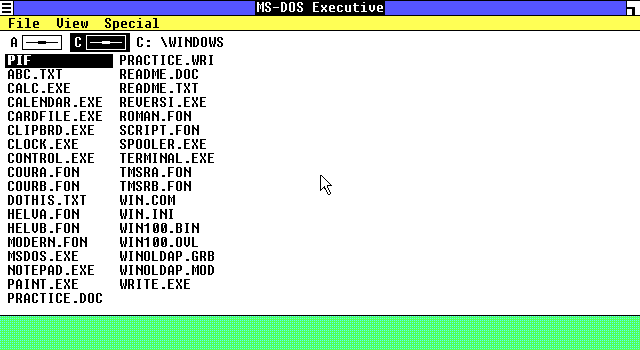 MS-DOS Executive
File View Special
A C C: \WINDOWS
PIF PRACTICE.WRI
ABC.TXT README.DOC
CALC.EXE README.TXT
CALENDAR.EXE REVERSI.EXE
CARDFILE.EXE ROMAN.FON
CLIPBRD.EXE SCRIPT.FON
CLOCK.EXE SPOOLER.EXE
CONTROL.EXE TERMINAL.EXE
COURA.FON TMSRA.FON
COURB.FON TMSRB.FON
DOTHIS.TXT WIN.COM
HELVA.FON WIN.INI
HELVB.FON WIN100.BIN
MODERN.FON WIN100.OVL
MSDOS.EXE WINOLDAP.GRB
NOTEPAD.EXE WINOLDAP.MOD
PAINT.EXE WRITE.EXE
PRACTICE.DOC